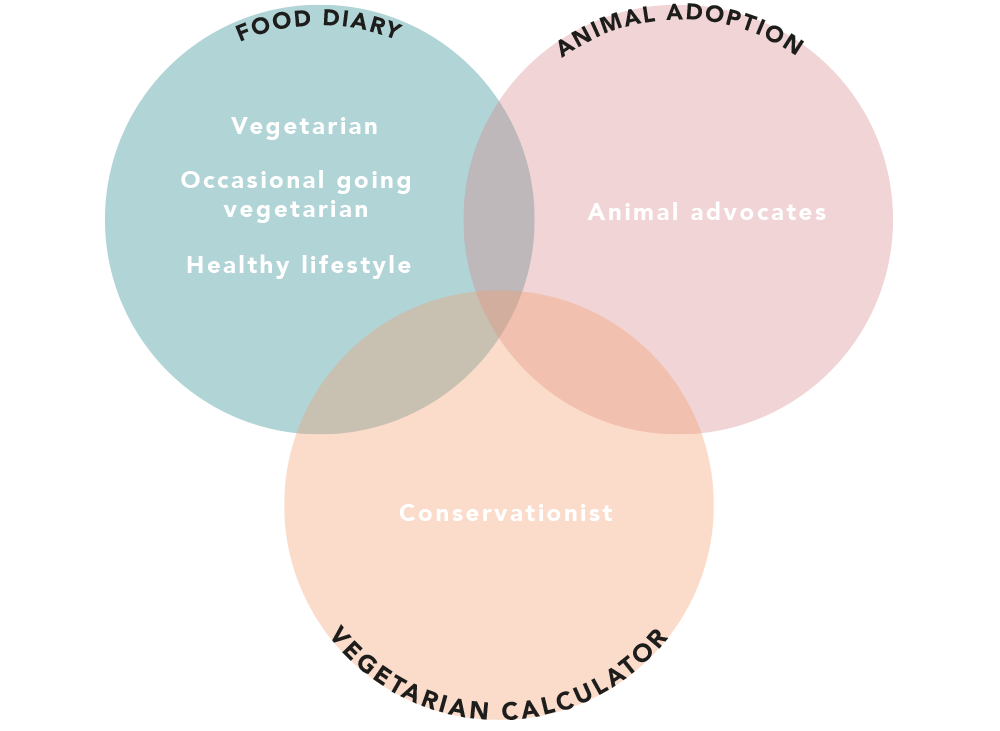 FOOD DIARY
ANIMAL ADOPTION
Vegetarian
Occasional going
vegetarian
Healthy lifestyle
Animal advocates
Conservationist
VEGETARIAN CALCULATOR